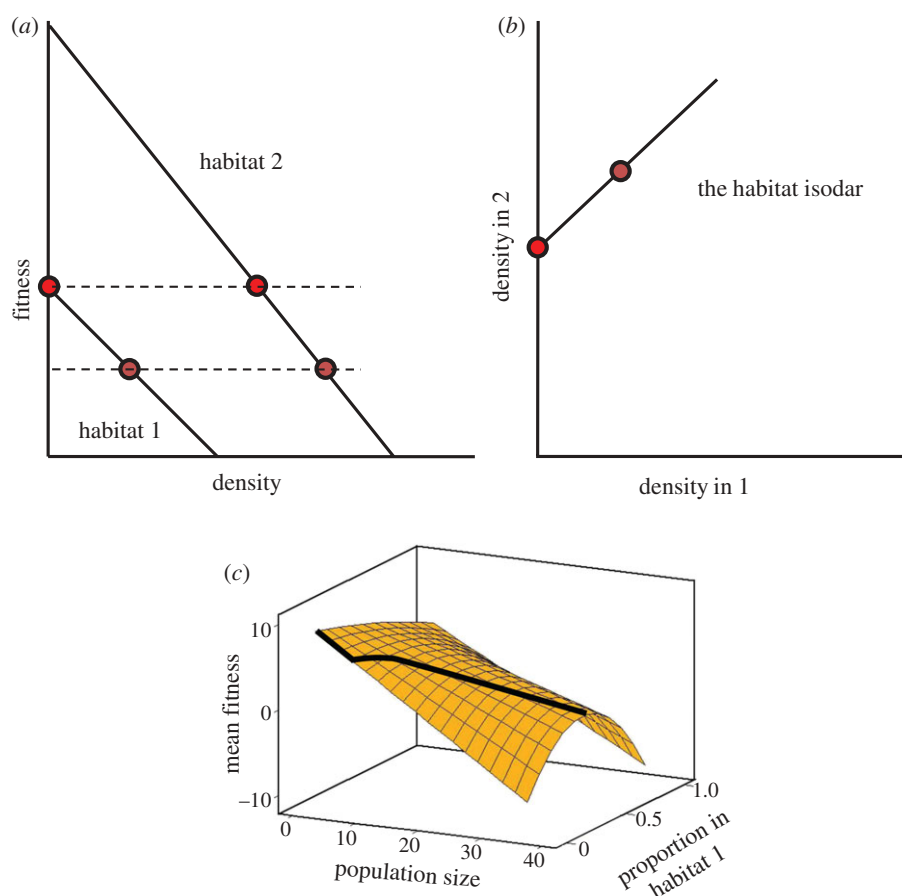 (a)
habitat 2
fitness
habitat 1
density
(b)
the habitat isodar
density in 2
density in 1
(c)
10
0
–10
mean fitness
0
10
20
30
40
population size
0
0.5
1.0
proportion in
habitat 1